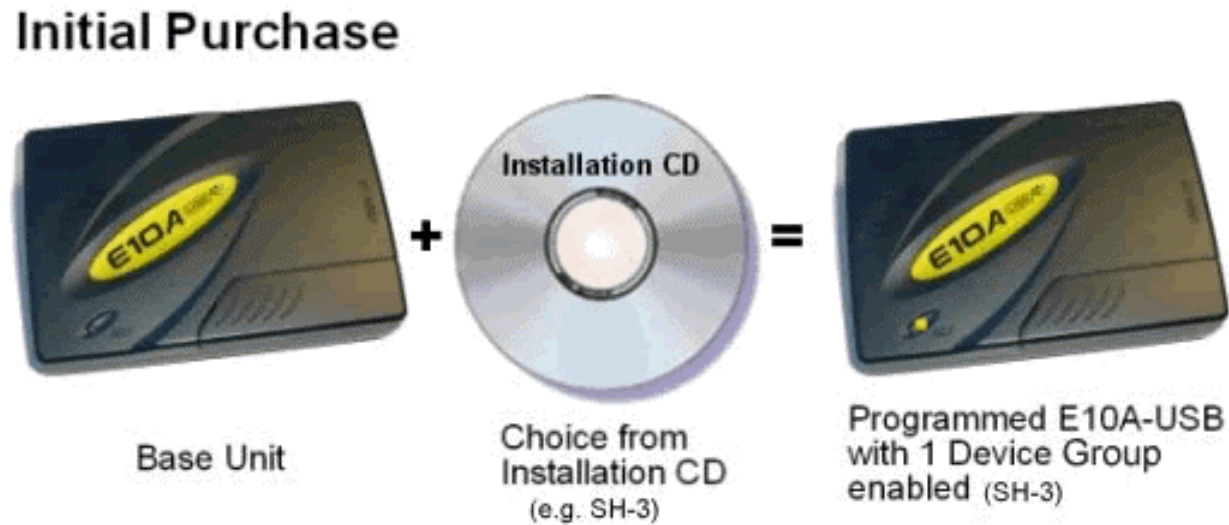 Initial Purchase
E10A
Installation CD
E10A
+
=
Base Unit
Choice from
Installation CD
(e.g. SH-3)
Programmed E10A-USB
with 1 Device Group
enabled (SH-3)